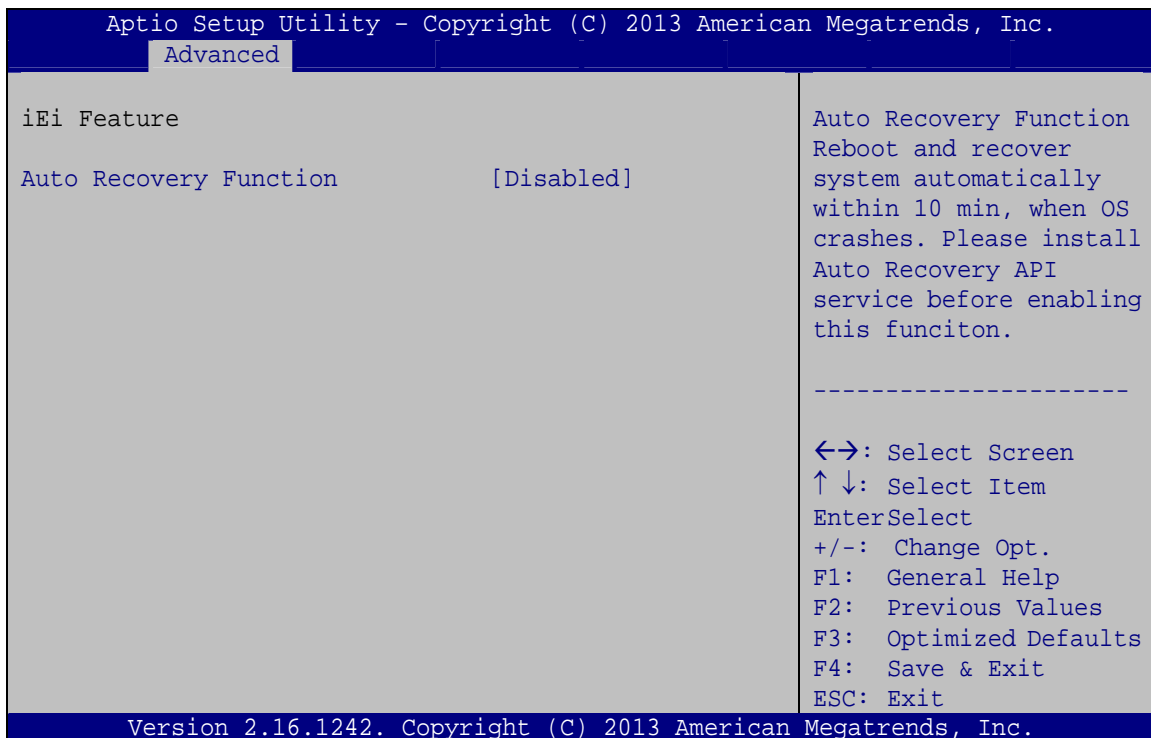 Aptio Setup Utility – Copyright (C) 2013 American Megatrends, Inc.
Advanced
iEi Feature
Auto Recovery Function [Disabled]
Auto Recovery Function
Reboot and recover
system automatically
within 10 min, when OS
crashes. Please install
Auto Recovery API
service before enabling
this funciton.
----------------------
←→: Select Screen
↑ ↓: Select Item
EnterSelect
+/-: Change Opt.
F1: General Help
F2: Previous Values
F3: Optimized Defaults
F4: Save & Exit
ESC: Exit
Version 2.16.1242. Copyright (C) 2013 American Megatrends, Inc.